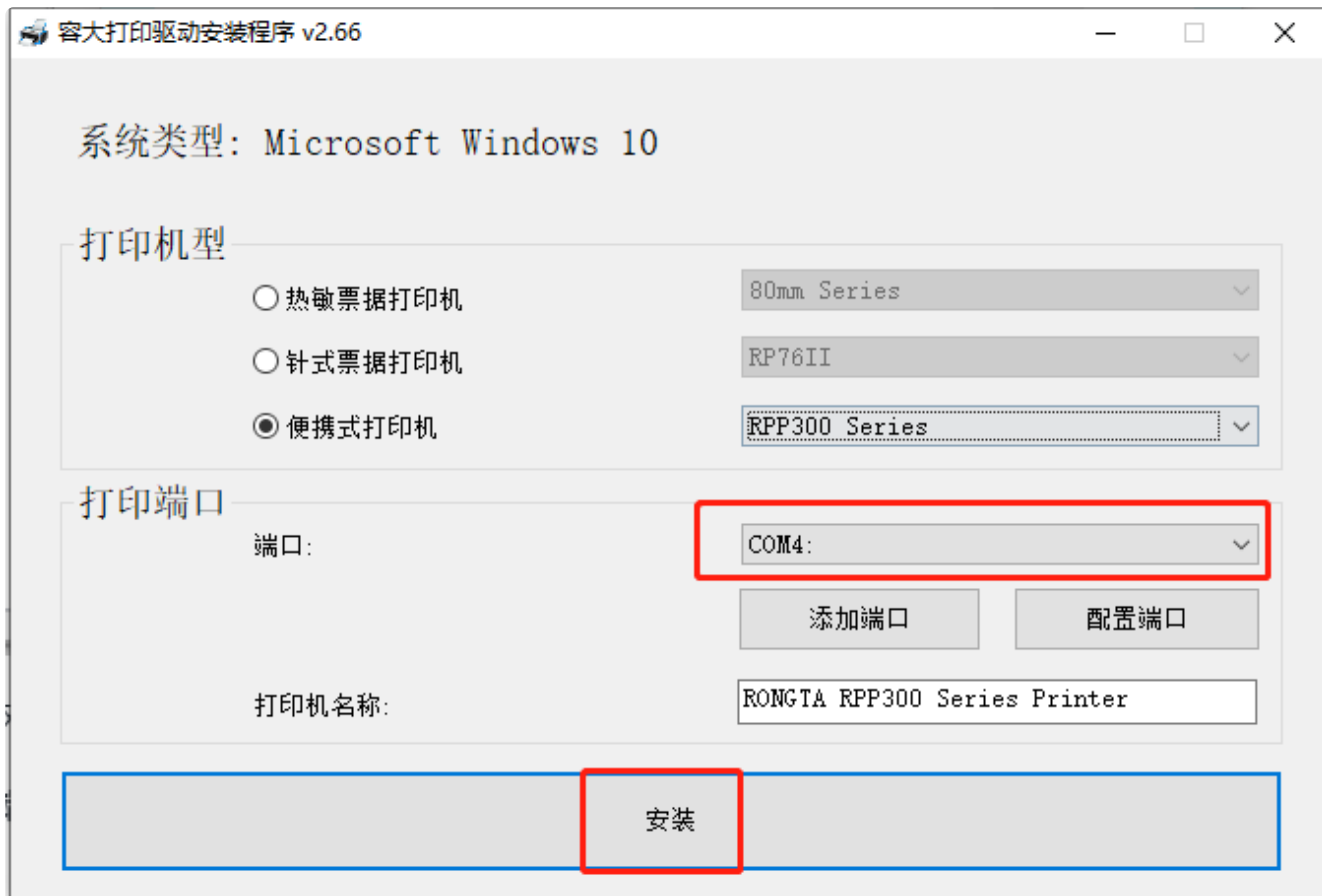 容大打印驱动安装程序 v2.66
系统类型: Microsoft Windows 10
打印机型
热敏票据打印机 80mm Series
针式票据打印机 RP76II
便携式打印机 RPP300 Series
打印端口
端口: COM4:
添加端口 配置端口
打印机名称: RONGTA RPP300 Series Printer
安装